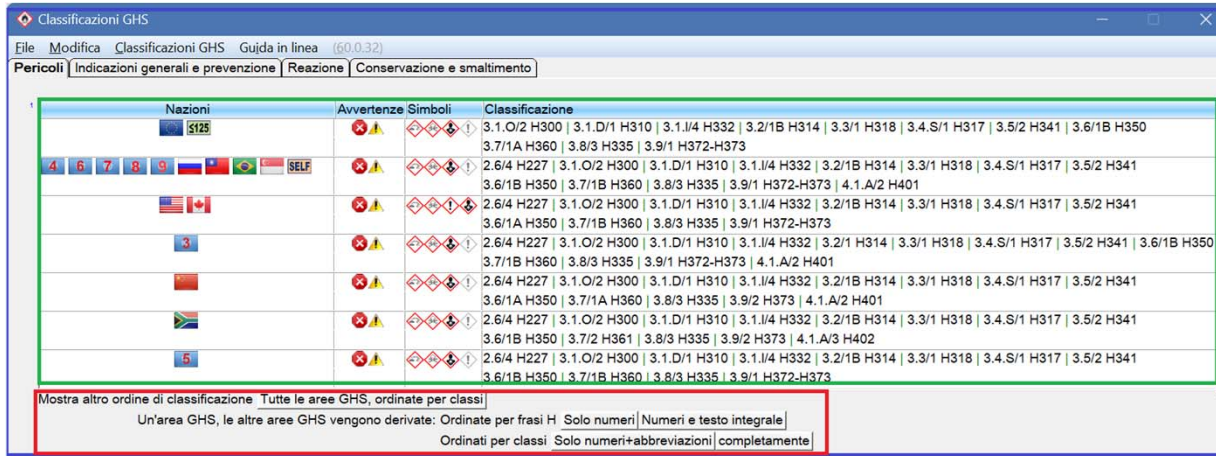 Classificazioni GHS
File Modifica Classificazioni GHS Guida in linea (60.0.32)
Pericoli Indicazioni generali e prevenzione Reazione Conservazione e smaltimento
1
Nazioni Avvertenze Simboli Classificazione
≤125 3.1.O/2 H300 | 3.1.D/1 H310 | 3.1.I/4 H332 | 3.2/1B H314 | 3.3/1 H318 | 3.4.S/1 H317 | 3.5/2 H341 | 3.6/1B H350
3.7/1A H360 | 3.8/3 H335 | 3.9/1 H372-H373
4 6 7 8 9 SELF 2.6/4 H227 | 3.1.O/2 H300 | 3.1.D/1 H310 | 3.1.I/4 H332 | 3.2/1B H314 | 3.3/1 H318 | 3.4.S/1 H317 | 3.5/2 H341
3.6/1B H350 | 3.7/1B H360 | 3.8/3 H335 | 3.9/1 H372-H373 | 4.1.A/2 H401
2.6/4 H227 | 3.1.O/2 H300 | 3.1.D/1 H310 | 3.1.I/4 H332 | 3.2/1B H314 | 3.3/1 H318 | 3.4.S/1 H317 | 3.5/2 H341
3.6/1A H350 | 3.7/1B H360 | 3.8/3 H335 | 3.9/1 H372-H373
3 2.6/4 H227 | 3.1.O/2 H300 | 3.1.D/1 H310 | 3.1.I/4 H332 | 3.2/1 H314 | 3.3/1 H318 | 3.4.S/1 H317 | 3.5/2 H341 | 3.6/1B H350
3.7/1B H360 | 3.8/3 H335 | 3.9/1 H372-H373 | 4.1.A/2 H401
2.6/4 H227 | 3.1.O/2 H300 | 3.1.D/1 H310 | 3.1.I/4 H332 | 3.2/1B H314 | 3.3/1 H318 | 3.4.S/1 H317 | 3.5/2 H341
3.6/1A H350 | 3.7/1A H360 | 3.8/3 H335 | 3.9/2 H373 | 4.1.A/2 H401
2.6/4 H227 | 3.1.O/2 H300 | 3.1.D/1 H310 | 3.1.I/4 H332 | 3.2/1B H314 | 3.3/1 H318 | 3.4.S/1 H317 | 3.5/2 H341
3.6/1B H350 | 3.7/2 H361 | 3.8/3 H335 | 3.9/2 H373 | 4.1.A/3 H402
5 2.6/4 H227 | 3.1.O/2 H300 | 3.1.D/1 H310 | 3.1.I/4 H332 | 3.2/1B H314 | 3.3/1 H318 | 3.4.S/1 H317 | 3.5/2 H341
3.6/1B H350 | 3.7/1B H360 | 3.8/3 H335 | 3.9/1 H372-H373
Mostra altro ordine di classificazione Tutte le aree GHS, ordinate per classi
Un'area GHS, le altre aree GHS vengono derivate: Ordinate per frasi H Solo numeri Numeri e testo integrale
Ordinati per classi Solo numeri+abbreviazioni completamente